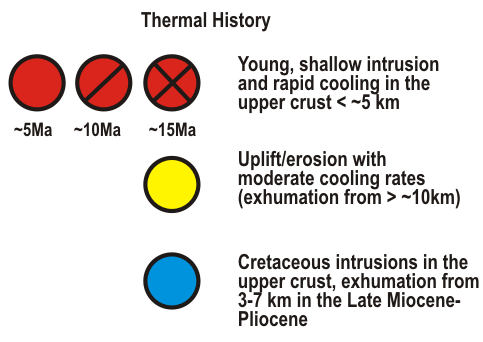 Thermal History
Young, shallow intrusion
and rapid cooling in the
upper crust < ~5 km
~5Ma ~10Ma ~15Ma
Uplift/erosion with
moderate cooling rates
(exhumation from > ~10km)
Cretaceous intrusions in the
upper crust, exhumation from
3-7 km in the Late Miocene-
Pliocene